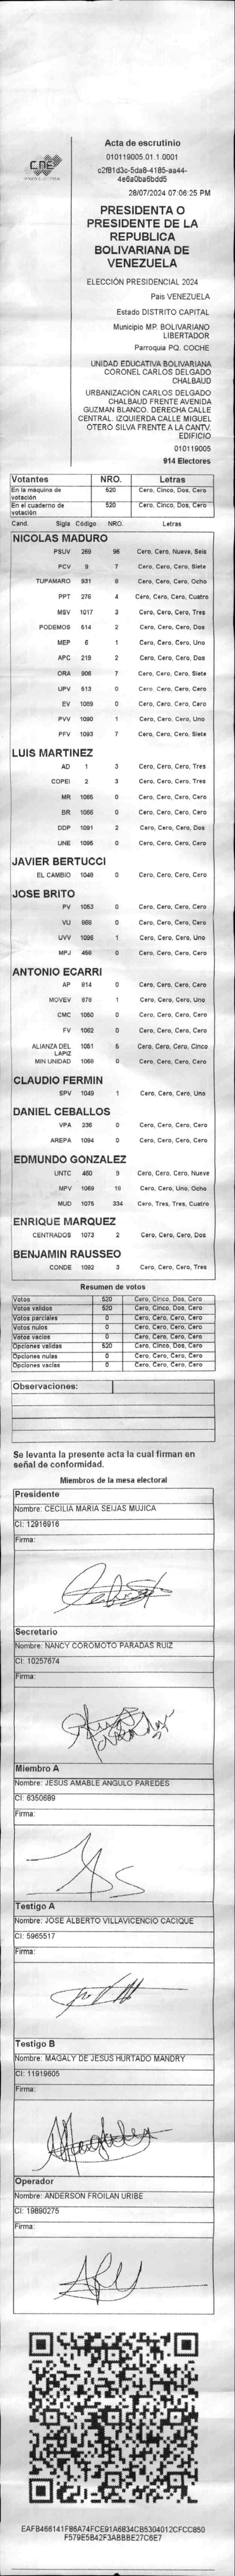 CNE
Acta de escrutinio
010119005.01.1.0001
c2f81d3c-5da8-4185-aa44-
4e6a0ba6bdd5
28/07/2024 07:06:25 PM
PRESIDENTA O
PRESIDENTE DE LA
REPUBLICA
BOLIVARIANA DE
VENEZUELA
ELECCIÓN PRESIDENCIAL 2024
Pais VENEZUELA
Estado DISTRITO CAPITAL
Municipio MP. BOLIVARIANO
LIBERTADOR
Parroquia PQ. COCHE
UNIDAD EDUCATIVA BOLIVARIANA
CORONEL CARLOS DELGADO
CHALBAUD
URBANIZACIÓN CARLOS DELGADO
CHALBAUD FRENTE AVENIDA
GUZMAN BLANCO. DERECHA CALLE
CENTRAL. IZQUIERDA CALLE MIGUEL
OTERO SILVA FRENTE A LA CANTV.
EDIFICIO
010119005
914 Electores
Votantes NRO. Letras
En la máquina de votación 520 Cero, Cinco, Dos, Cero
En el cuaderno de votación 520 Cero, Cinco, Dos, Cero
Cand. Sigla Código NRO. Letras
NICOLAS MADURO
PSUV 269 96 Cero, Cero, Nueve, Seis
PCV 9 7 Cero, Cero, Cero, Siete
TUPAMARO 931 8 Cero, Cero, Cero, Ocho
PPT 276 4 Cero, Cero, Cero, Cuatro
MSV 1017 3 Cero, Cero, Cero, Tres
PODEMOS 514 2 Cero, Cero, Cero, Dos
MEP 6 1 Cero, Cero, Cero, Uno
APC 219 2 Cero, Cero, Cero, Dos
ORA 906 7 Cero, Cero, Cero, Siete
UPV 513 0 Cero, Cero, Cero, Cero
EV 1089 0 Cero, Cero, Cero, Cero
PVV 1090 1 Cero, Cero, Cero, Uno
PFV 1093 7 Cero, Cero, Cero, Siete
LUIS MARTINEZ
AD 1 3 Cero, Cero, Cero, Tres
COPEI 2 3 Cero, Cero, Cero, Tres
MR 1065 0 Cero, Cero, Cero, Cero
BR 1066 0 Cero, Cero, Cero, Cero
DDP 1091 2 Cero, Cero, Cero, Dos
UNE 1095 0 Cero, Cero, Cero, Cero
JAVIER BERTUCCI
EL CAMBIO 1048 0 Cero, Cero, Cero, Cero
JOSE BRITO
PV 1053 0 Cero, Cero, Cero, Cero
VU 968 0 Cero, Cero, Cero, Cero
UVV 1096 1 Cero, Cero, Cero, Uno
MPJ 456 0 Cero, Cero, Cero, Cero
ANTONIO ECARRI
AP 814 0 Cero, Cero, Cero, Cero
MOVEV 878 1 Cero, Cero, Cero, Uno
CMC 1050 0 Cero, Cero, Cero, Cero
FV 1062 0 Cero, Cero, Cero, Cero
ALIANZA DEL LAPIZ 1051 5 Cero, Cero, Cero, Cinco
MIN UNIDAD 1068 0 Cero, Cero, Cero, Cero
CLAUDIO FERMIN
SPV 1049 1 Cero, Cero, Cero, Uno
DANIEL CEBALLOS
VPA 236 0 Cero, Cero, Cero, Cero
AREPA 1094 0 Cero, Cero, Cero, Cero
EDMUNDO GONZALEZ
UNTC 460 9 Cero, Cero, Cero, Nueve
MPV 1069 18 Cero, Cero, Uno, Ocho
MUD 1075 334 Cero, Tres, Tres, Cuatro
ENRIQUE MARQUEZ
CENTRADOS 1073 2 Cero, Cero, Cero, Dos
BENJAMIN RAUSSEO
CONDE 1092 3 Cero, Cero, Cero, Tres
Resumen de votos
Votos 520 Cero, Cinco, Dos, Cero
Votos validos 520 Cero, Cinco, Dos, Cero
Votos parciales 0 Cero, Cero, Cero, Cero
Votos nulos 0 Cero, Cero, Cero, Cero
Votos vacios 0 Cero, Cero, Cero, Cero
Opciones validas 520 Cero, Cinco, Dos, Cero
Opciones nulas 0 Cero, Cero, Cero, Cero
Opciones vacias 0 Cero, Cero, Cero, Cero
Observaciones:
Se levanta la presente acta la cual firman en
señal de conformidad.
Miembros de la mesa electoral
Presidente
Nombre: CECILIA MARIA SEIJAS MUJICA
CI: 12916916
Firma:
Secretario
Nombre: NANCY COROMOTO PARADAS RUIZ
CI: 10257674
Firma:
Miembro A
Nombre: JESUS AMABLE ANGULO PAREDES
CI: 6350689
Firma:
Testigo A
Nombre: JOSE ALBERTO VILLAVICENCIO CACIQUE
CI: 5965517
Firma:
Testigo B
Nombre: MAGALY DE JESUS HURTADO MANDRY
CI: 11919605
Firma:
Operador
Nombre: ANDERSON FROILAN URIBE
CI: 19890275
Firma:
EAFB466141F86A74FCE91A6834CB5304012CFCC850
F579E5B42F3ABBBE27C6E7